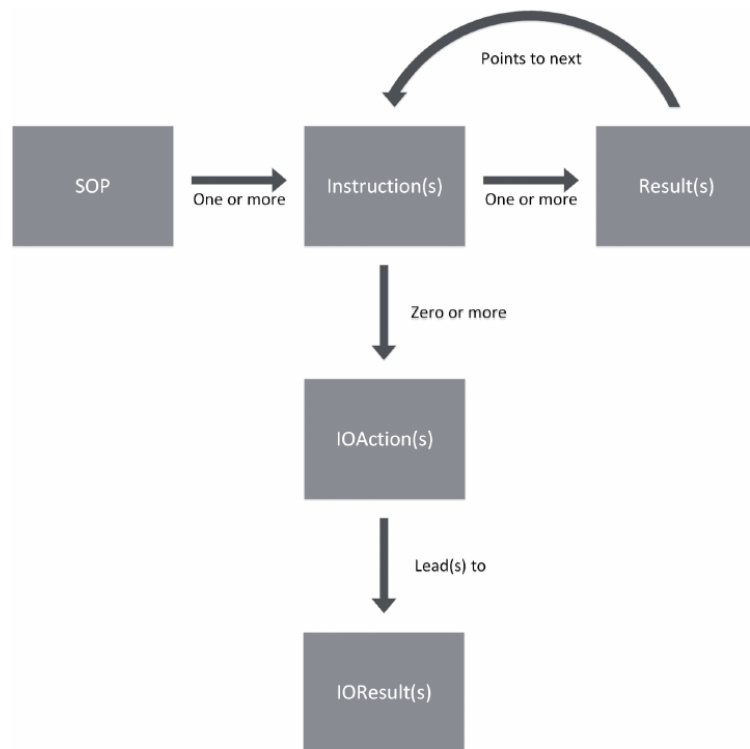 Points to next
SOP
One or more
Instruction(s)
One or more
Result(s)
Zero or more
IOAction(s)
Lead(s) to
IOResult(s)